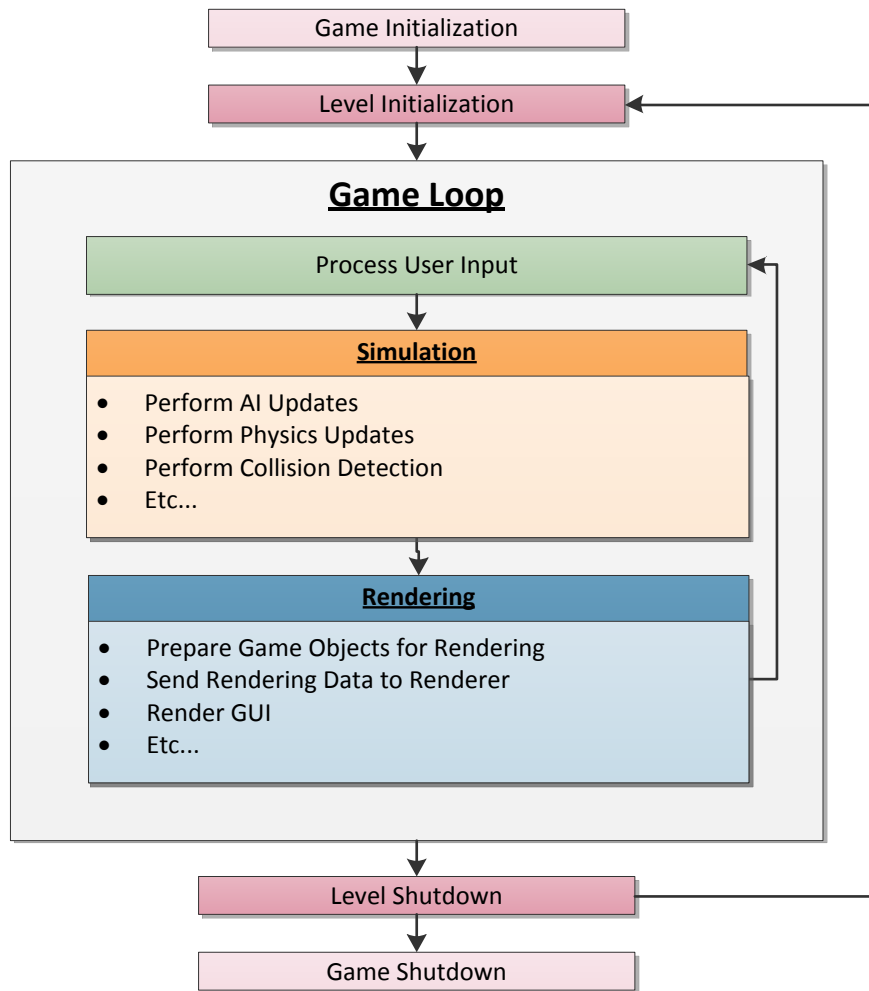 Game Initialization
Level Initialization
Game Loop
Process User Input
Simulation
• Perform AI Updates
• Perform Physics Updates
• Perform Collision Detection
• Etc...
Rendering
• Prepare Game Objects for Rendering
• Send Rendering Data to Renderer
• Render GUI
• Etc...
Level Shutdown
Game Shutdown